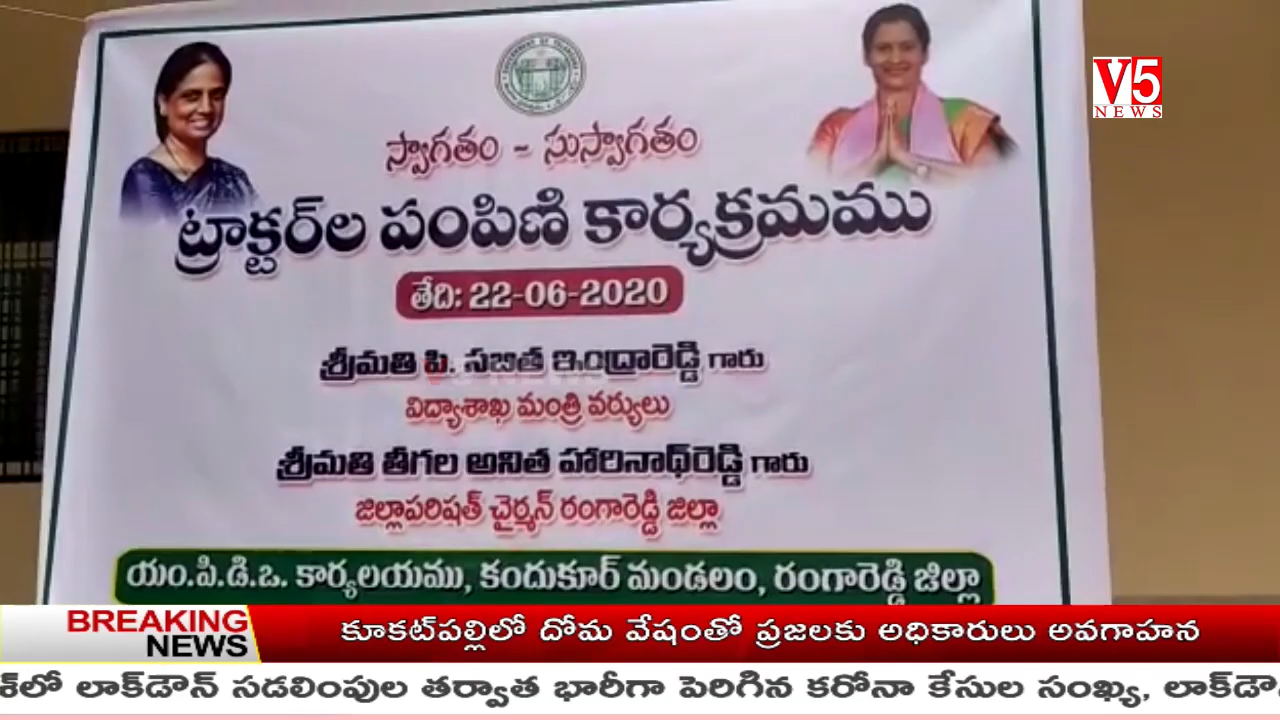 V5
NEWS
స్వాగతం - సుస్వాగతం
ట్రాక్టర్‌ల పంపిణి కార్యక్రమము
తేది: 22-06-2020
శ్రీమతి పి. సబిత ఇంద్రారెడ్డి గారు
విద్యాశాఖ మంత్రి వర్యులు
శ్రీమతి తీగల అనిత హరినాథ్‌రెడ్డి గారు
జిల్లాపరిషత్ చైర్మన్ రంగారెడ్డి జిల్లా
యం.పి.డి.ఒ. కార్యలయము, కందుకూర్ మండలం, రంగారెడ్డి జిల్లా
BREAKING NEWS
కూకట్‌పల్లిలో దోమ వేషంతో ప్రజలకు అధికారులు అవగాహన
లాక్‌డౌన్ సడలింపుల తర్వాత భారీగా పెరిగిన కరోనా కేసుల సంఖ్య,